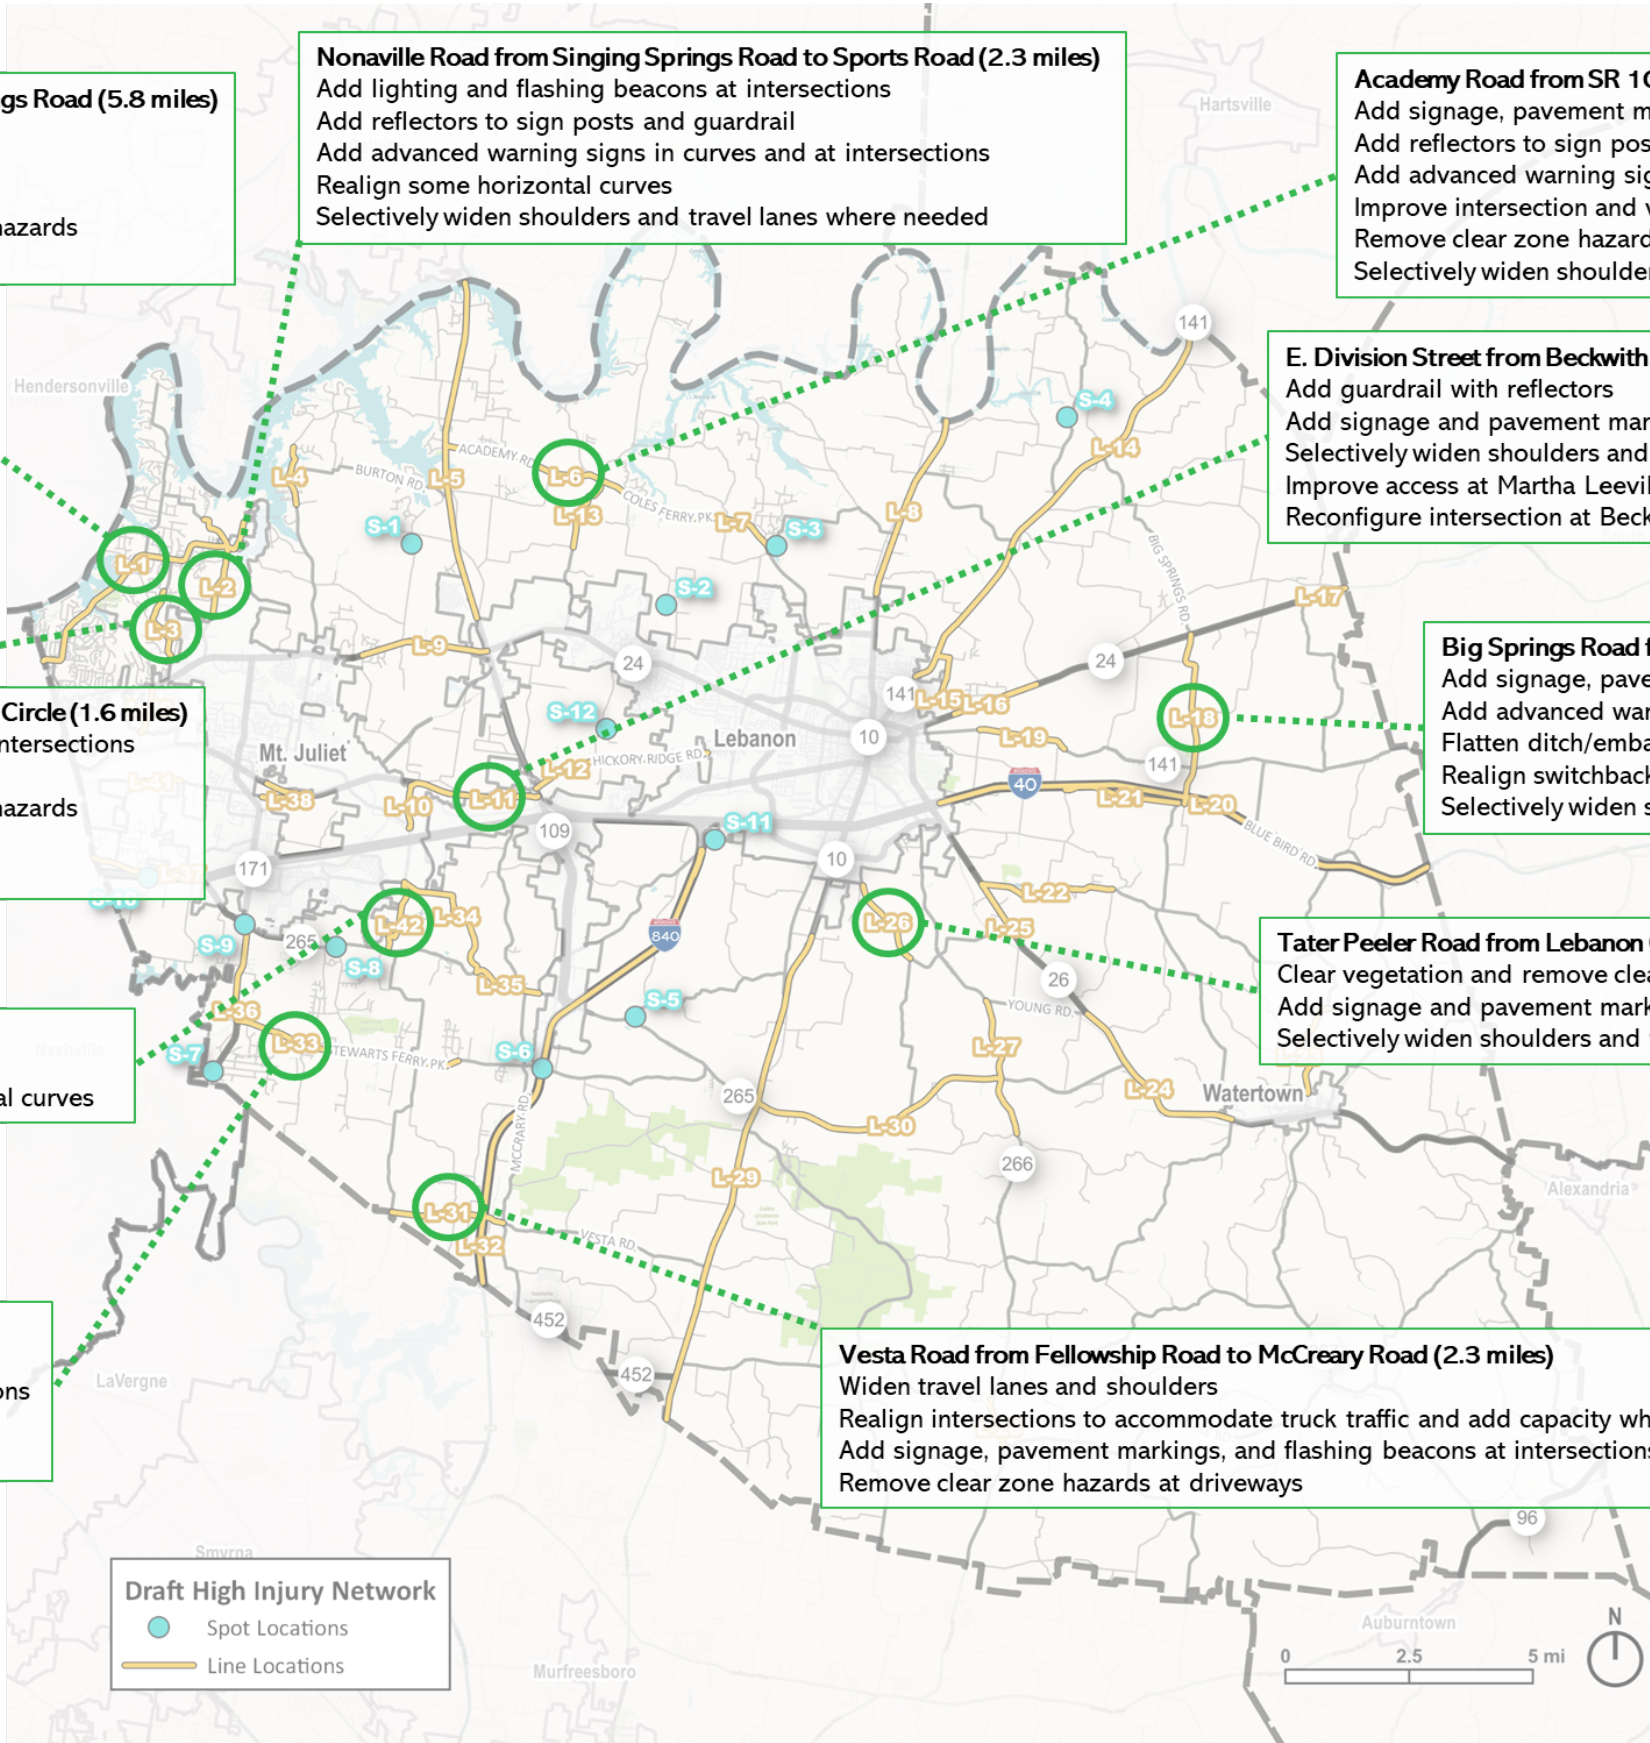 Nonaville Road from Singing Springs Road to Sports Road (2.3 miles)
Add lighting and flashing beacons at intersections
Add reflectors to sign posts and guardrail
Add advanced warning signs in curves and at intersections
Realign some horizontal curves
Selectively widen shoulders and travel lanes where needed
gs Road (5.8 miles)
azards
Academy Road from SR 10
Add signage, pavement m
Add reflectors to sign pos
Add advanced warning sig
Improve intersection and v
Remove clear zone hazard
Selectively widen shoulder
E. Division Street from Beckwith
Add guardrail with reflectors
Add signage and pavement mar
Selectively widen shoulders and
Improve access at Martha Leevil
Reconfigure intersection at Beck
Big Springs Road f
Add signage, pave
Add advanced war
Flatten ditch/emba
Realign switchback
Selectively widen s
Circle (1.6 miles)
ntersections
azards
Tater Peeler Road from Lebanon
Clear vegetation and remove clea
Add signage and pavement mark
Selectively widen shoulders and
al curves
ons
Vesta Road from Fellowship Road to McCreary Road (2.3 miles)
Widen travel lanes and shoulders
Realign intersections to accommodate truck traffic and add capacity wh
Add signage, pavement markings, and flashing beacons at intersections
Remove clear zone hazards at driveways
Hartsville
Hendersonville
141
S-4
L-14
L-4
BURTON RD.
L-5
ACADEMY RD.
L-6
COLES FERRY PK.
L-13
L-7
S-3
L-8
S-1
S-2
BIG SPRINGS RD.
L-1
L-2
L-3
L-17
L-9
24
24
141
L-15
L-16
L-18
S-12
Lebanon
10
L-19
141
Mt. Juliet
HICKORY RIDGE RD.
L-12
L-41
L-38
L-10
L-11
40
L-21
L-20
BLUE BIRD RD.
109
S-11
10
171
L-37
S-10
L-22
L-42
L-34
L-26
L-25
840
S-9
265
S-8
L-35
26
S-5
YOUNG RD.
L-36
Nashville
L-33
STEWARTS FERRY PK.
S-7
S-6
L-27
L-23
L-24
Watertown
265
L-30
MCCRARY RD.
266
L-29
Alexandria
L-31
VESTA RD.
L-32
452
452
LaVergne
96
Smyrna
Draft High Injury Network
Spot Locations
Line Locations
Murfreesboro
Auburntown
N
0 2.5 5 mi